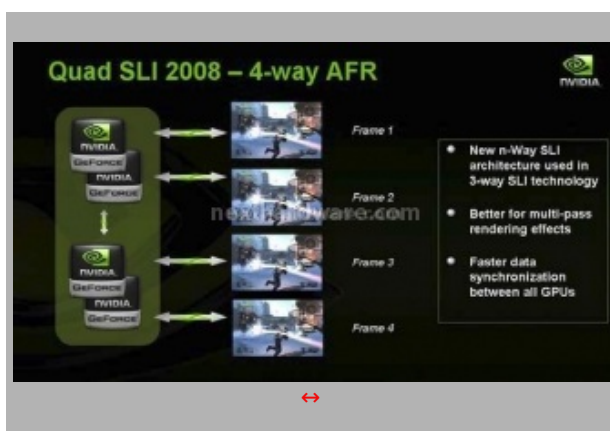 Quad SLI 2008 – 4-way AFR
NVIDIA
NVIDIA
GEFORCE
NVIDIA
GEFORCE
NVIDIA
GEFORCE
NVIDIA
GEFORCE
Frame 1
Frame 2
Frame 3
Frame 4
nexthardware.com
New n-Way SLI
architecture used in
3-way SLI technology
Better for multi-pass
rendering effects
Faster data
synchronization
between all GPUs